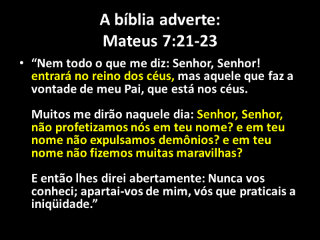 A bíblia adverte:
Mateus 7:21-23
• “Nem todo o que me diz: Senhor, Senhor!
entrará no reino dos céus, mas aquele que faz a
vontade de meu Pai, que está nos céus.
Muitos me dirão naquele dia: Senhor, Senhor,
não profetizamos nós em teu nome? e em teu
nome não expulsamos demônios? e em teu
nome não fizemos muitas maravilhas?
E então lhes direi abertamente: Nunca vos
conheci; apartai-vos de mim, vós que praticais a
iniqüidade.”